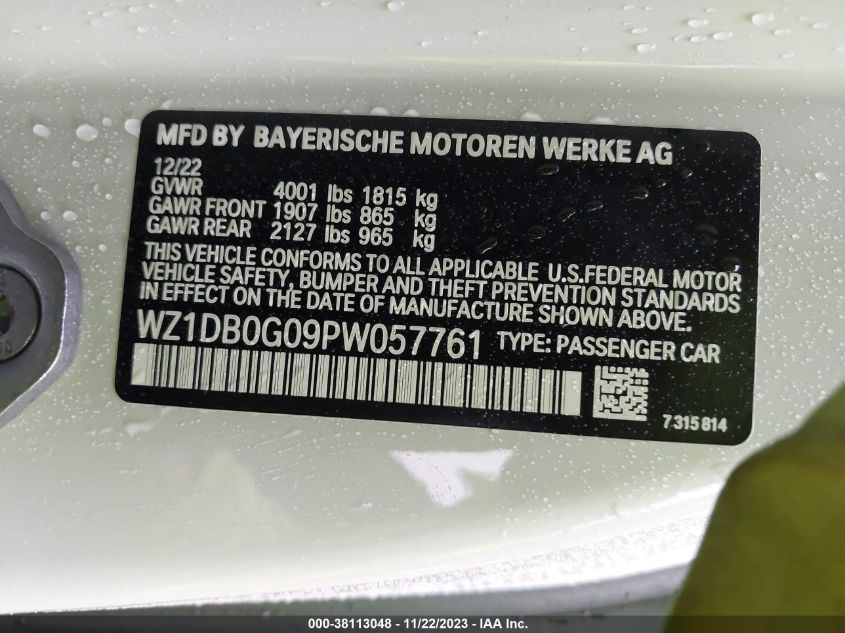 MFD BY BAYERISCHE MOTOREN WERKE AG
12/22
GVWR 4001 lbs 1815 kg
GAWR FRONT 1907 lbs 865 kg
GAWR REAR 2127 lbs 965 kg
THIS VEHICLE CONFORMS TO ALL APPLICABLE U.S.FEDERAL MOTOR
VEHICLE SAFETY, BUMPER AND THEFT PREVENTION STANDARDS
IN EFFECT ON THE DATE OF MANUFACTURE SHOWN ABOVE.
WZ1DB0G09PW057761 TYPE: PASSENGER CAR
7315814
000-38113048 - 11/22/2023 - IAA Inc.